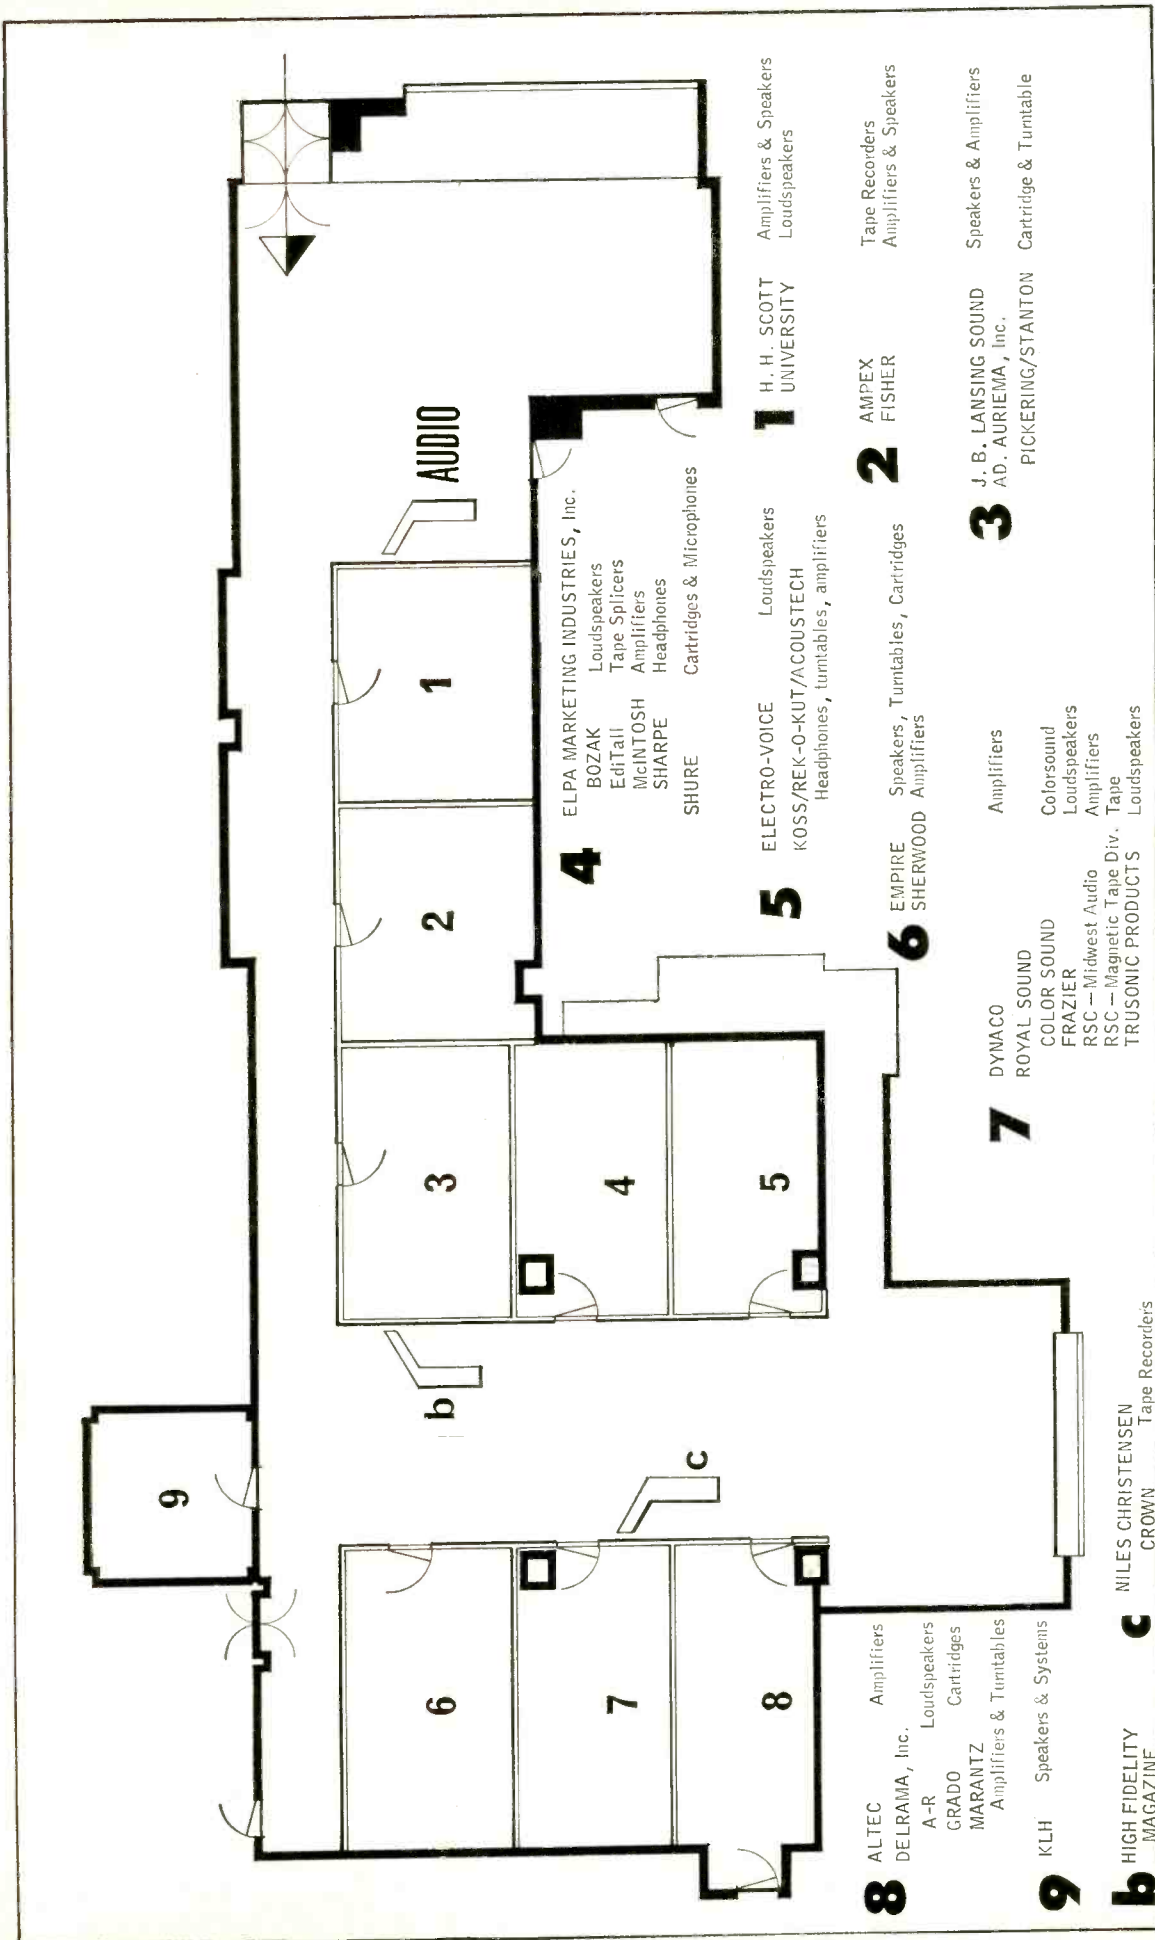 9
AUDIO
b
6
3
2
1
7
4
c
8
5
1 H. H. SCOTT Amplifiers & Speakers
UNIVERSITY Loudspeakers
2 AMPEX Tape Recorders
FISHER Amplifiers & Speakers
3 J. B. LANSING SOUND Speakers & Amplifiers
AD. AURIEMA, Inc.
PICKERING/STANTON Cartridge & Turntable
4 ELPA MARKETING INDUSTRIES, Inc.
BOZAK Loudspeakers
EdiTall Tape Splicers
McINTOSH Amplifiers
SHARPE Headphones
SHURE Cartridges & Microphones
5 ELECTRO-VOICE Loudspeakers
KOSS/REK-O-KUT/ACOUSTECH
Headphones, turntables, amplifiers
6 EMPIRE Speakers, Turntables, Cartridges
SHERWOOD Amplifiers
7 DYNACO Amplifiers
ROYAL SOUND
COLOR SOUND Colorsound
FRAZIER Loudspeakers
RSC — Midwest Audio Amplifiers
RSC — Magnetic Tape Div. Tape
TRUSONIC PRODUCTS Loudspeakers
8 ALTEC Amplifiers
DELRAMA, Inc.
A-R Loudspeakers
GRADO Cartridges
MARANTZ
Amplifiers & Turntables
9 KLH Speakers & Systems
b HIGH FIDELITY
MAGAZINE
c NILES CHRISTENSEN
CROWN Tape Recorders